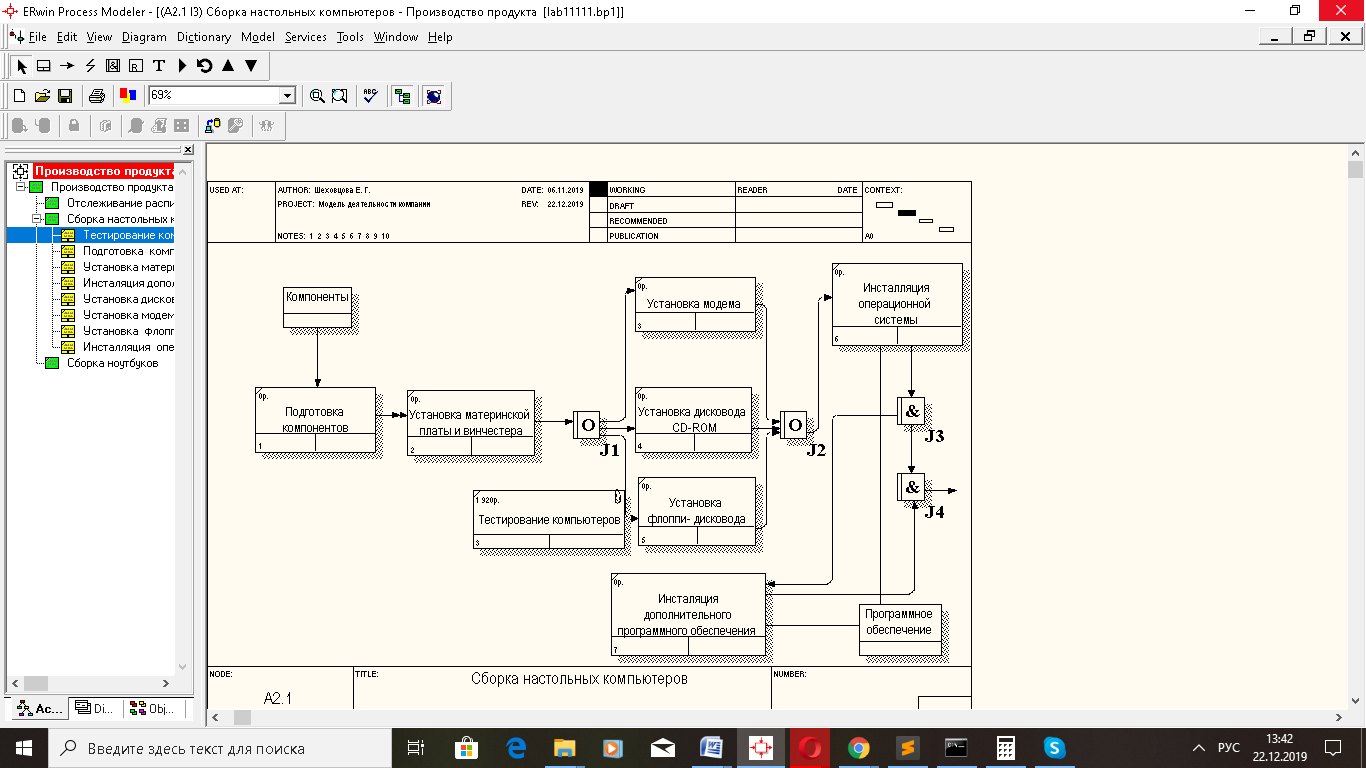 ERwin Process Modeler - [(A2.1 I3) Сборка настольных компьютеров - Производство продукта [lab11111.bp1]]
File Edit View Diagram Dictionary Model Services Tools Window Help
69%
Производство продукта
Производство продукта
Отслеживание распи
Сборка настольных к
Тестирование ком
Подготовка комп
Установка матери
Инсталяция допол
Установка дисков
Установка модем
Установка флопп
Инсталляция опе
Сборка ноутбуков
Ac... Di... Obj...
USED AT:
AUTHOR: Шеховцова Е. Г.
DATE: 06.11.2019
PROJECT: Модель деятельности компании
REV: 22.12.2019
NOTES: 1 2 3 4 5 6 7 8 9 10
WORKING
DRAFT
RECOMMENDED
PUBLICATION
READER DATE
CONTEXT:
A0
Компоненты
0р.
Подготовка
компонентов
1
0р.
Установка материнской
платы и винчестера
2
O
J1
0р.
Установка модема
3
0р.
Установка дисковода
CD-ROM
4
1 920р.
Тестирование компьютеров
3
0р.
Установка
флоппи- дисковода
5
O
J2
0р.
Инсталляция
операционной
системы
6
&
J3
&
J4
0р.
Инсталяция
дополнительного
программного обеспечения
7
Программное
обеспечение
NODE:
A2.1
TITLE:
Сборка настольных компьютеров
NUMBER:
Введите здесь текст для поиска
РУС
13:42
22.12.2019